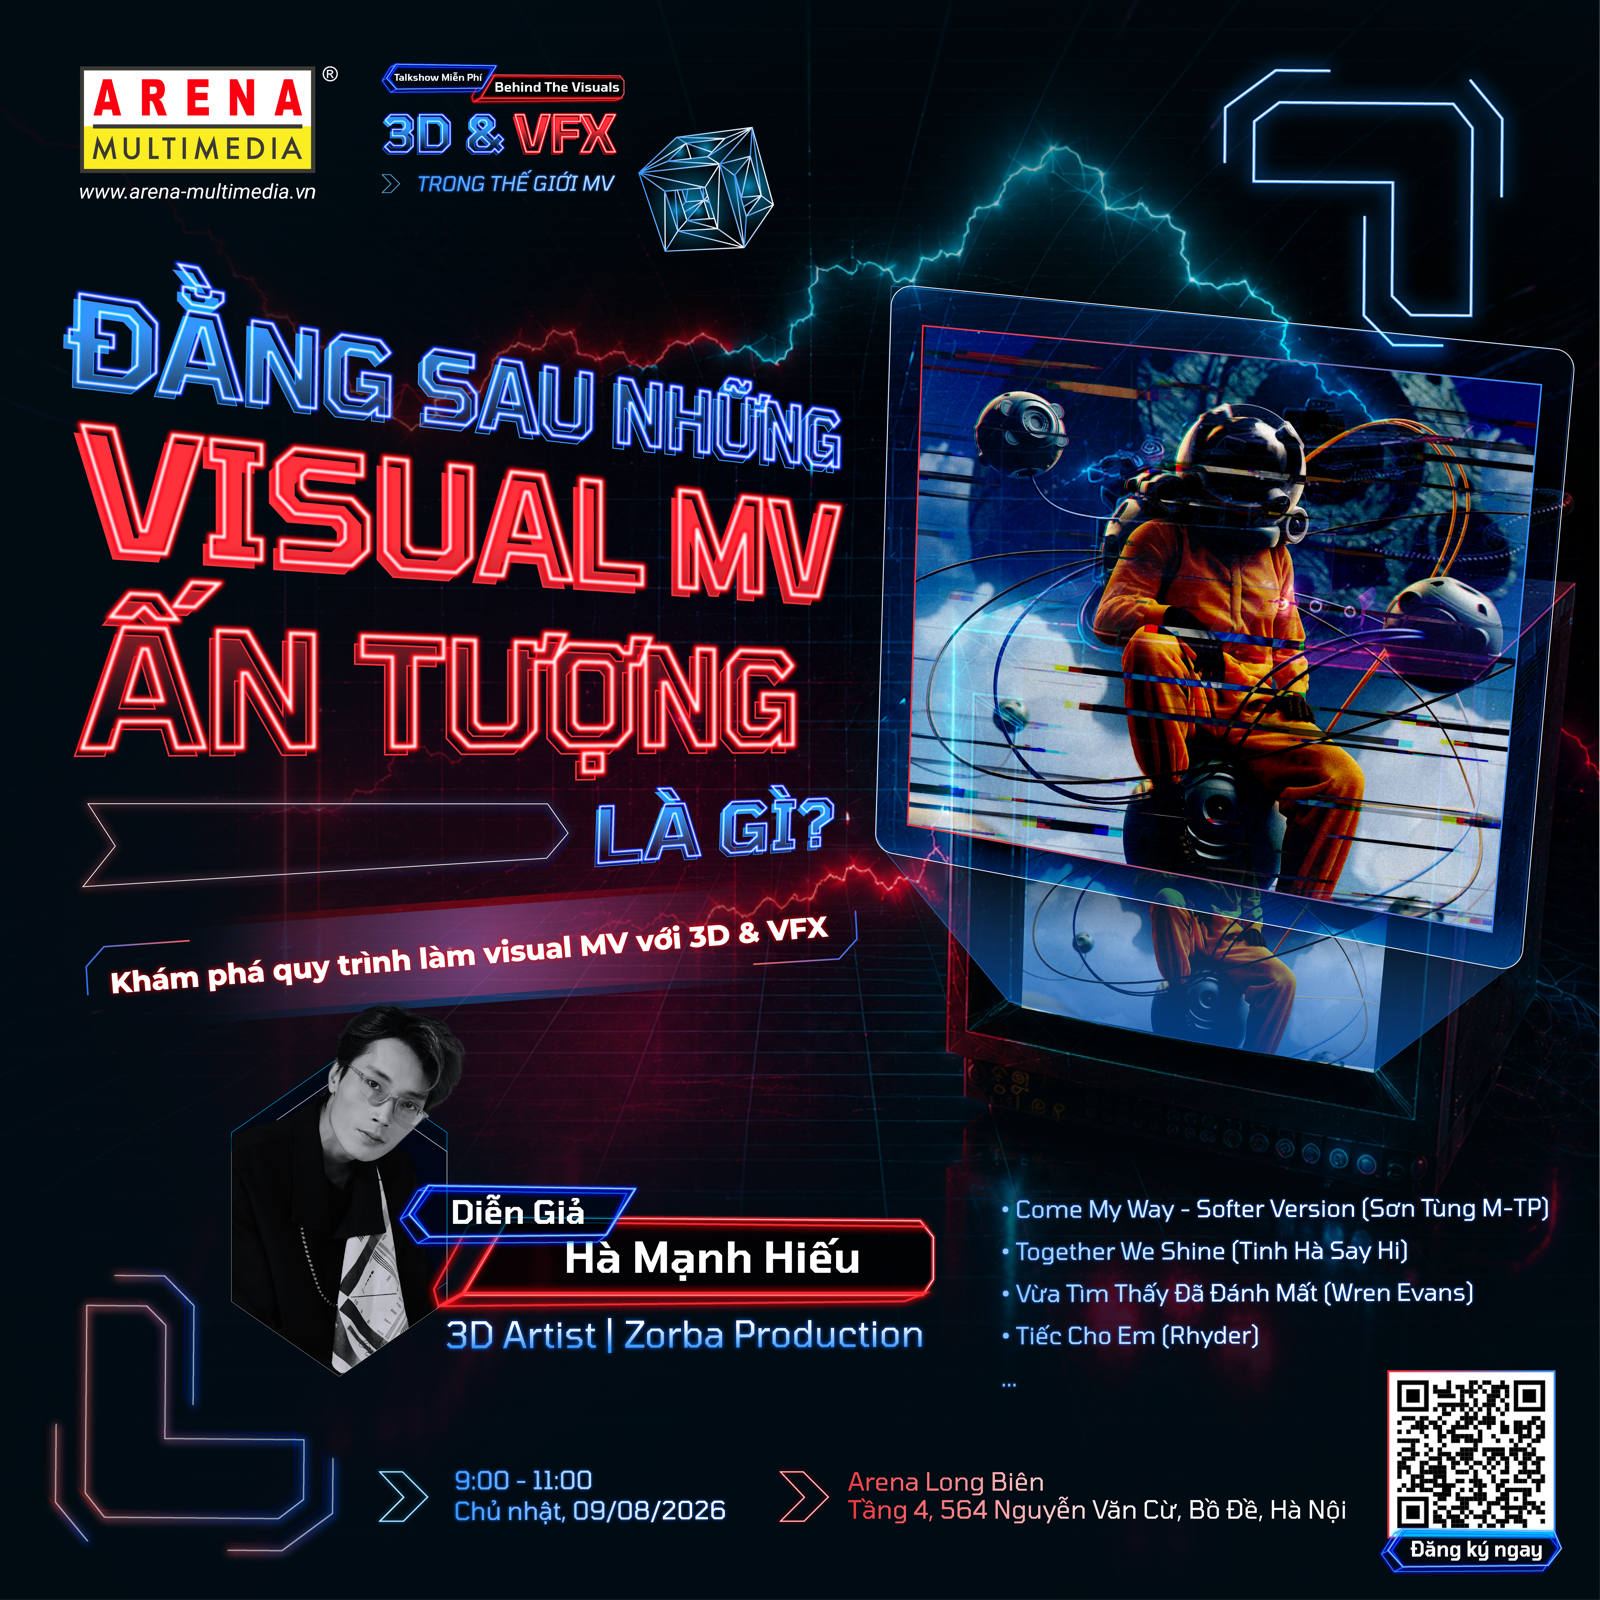 ARENA
MULTIMEDIA
®
www.arena-multimedia.vn
Talkshow Miễn Phí
Behind The Visuals
3D & VFX
TRONG THẾ GIỚI MV
ĐẰNG SAU NHỮNG
VISUAL MV
ẤN TƯỢNG
LÀ GÌ?
Khám phá quy trình làm visual MV với 3D & VFX
Diễn Giả
Hà Mạnh Hiếu
3D Artist | Zorba Production
• Come My Way - Softer Version (Sơn Tùng M-TP)
• Together We Shine (Tinh Hà Say Hi)
• Vừa Tìm Thấy Đã Đánh Mất (Wren Evans)
• Tiếc Cho Em (Rhyder)
...
9:00 - 11:00
Chủ nhật, 09/08/2026
Arena Long Biên
Tầng 4, 564 Nguyễn Văn Cừ, Bồ Đề, Hà Nội
Đăng ký ngay